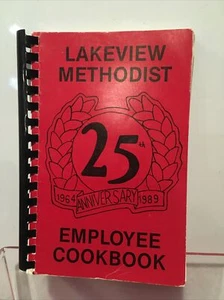 LAKEVIEW
METHODIST
25th
1964 ANNIVERSARY 1989
EMPLOYEE
COOKBOOK